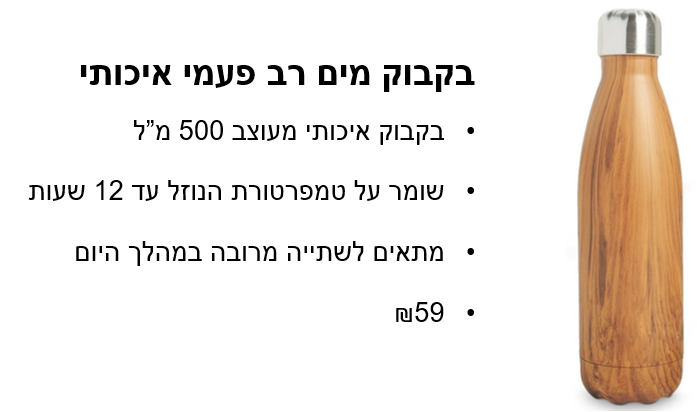 בקבוק מים רב פעמי איכותי
• בקבוק איכותי מעוצב 500 מ”ל
• שומר על טמפרטורת הנוזל עד 12 שעות
• מתאים לשתייה מרובה במהלך היום
• 59₪